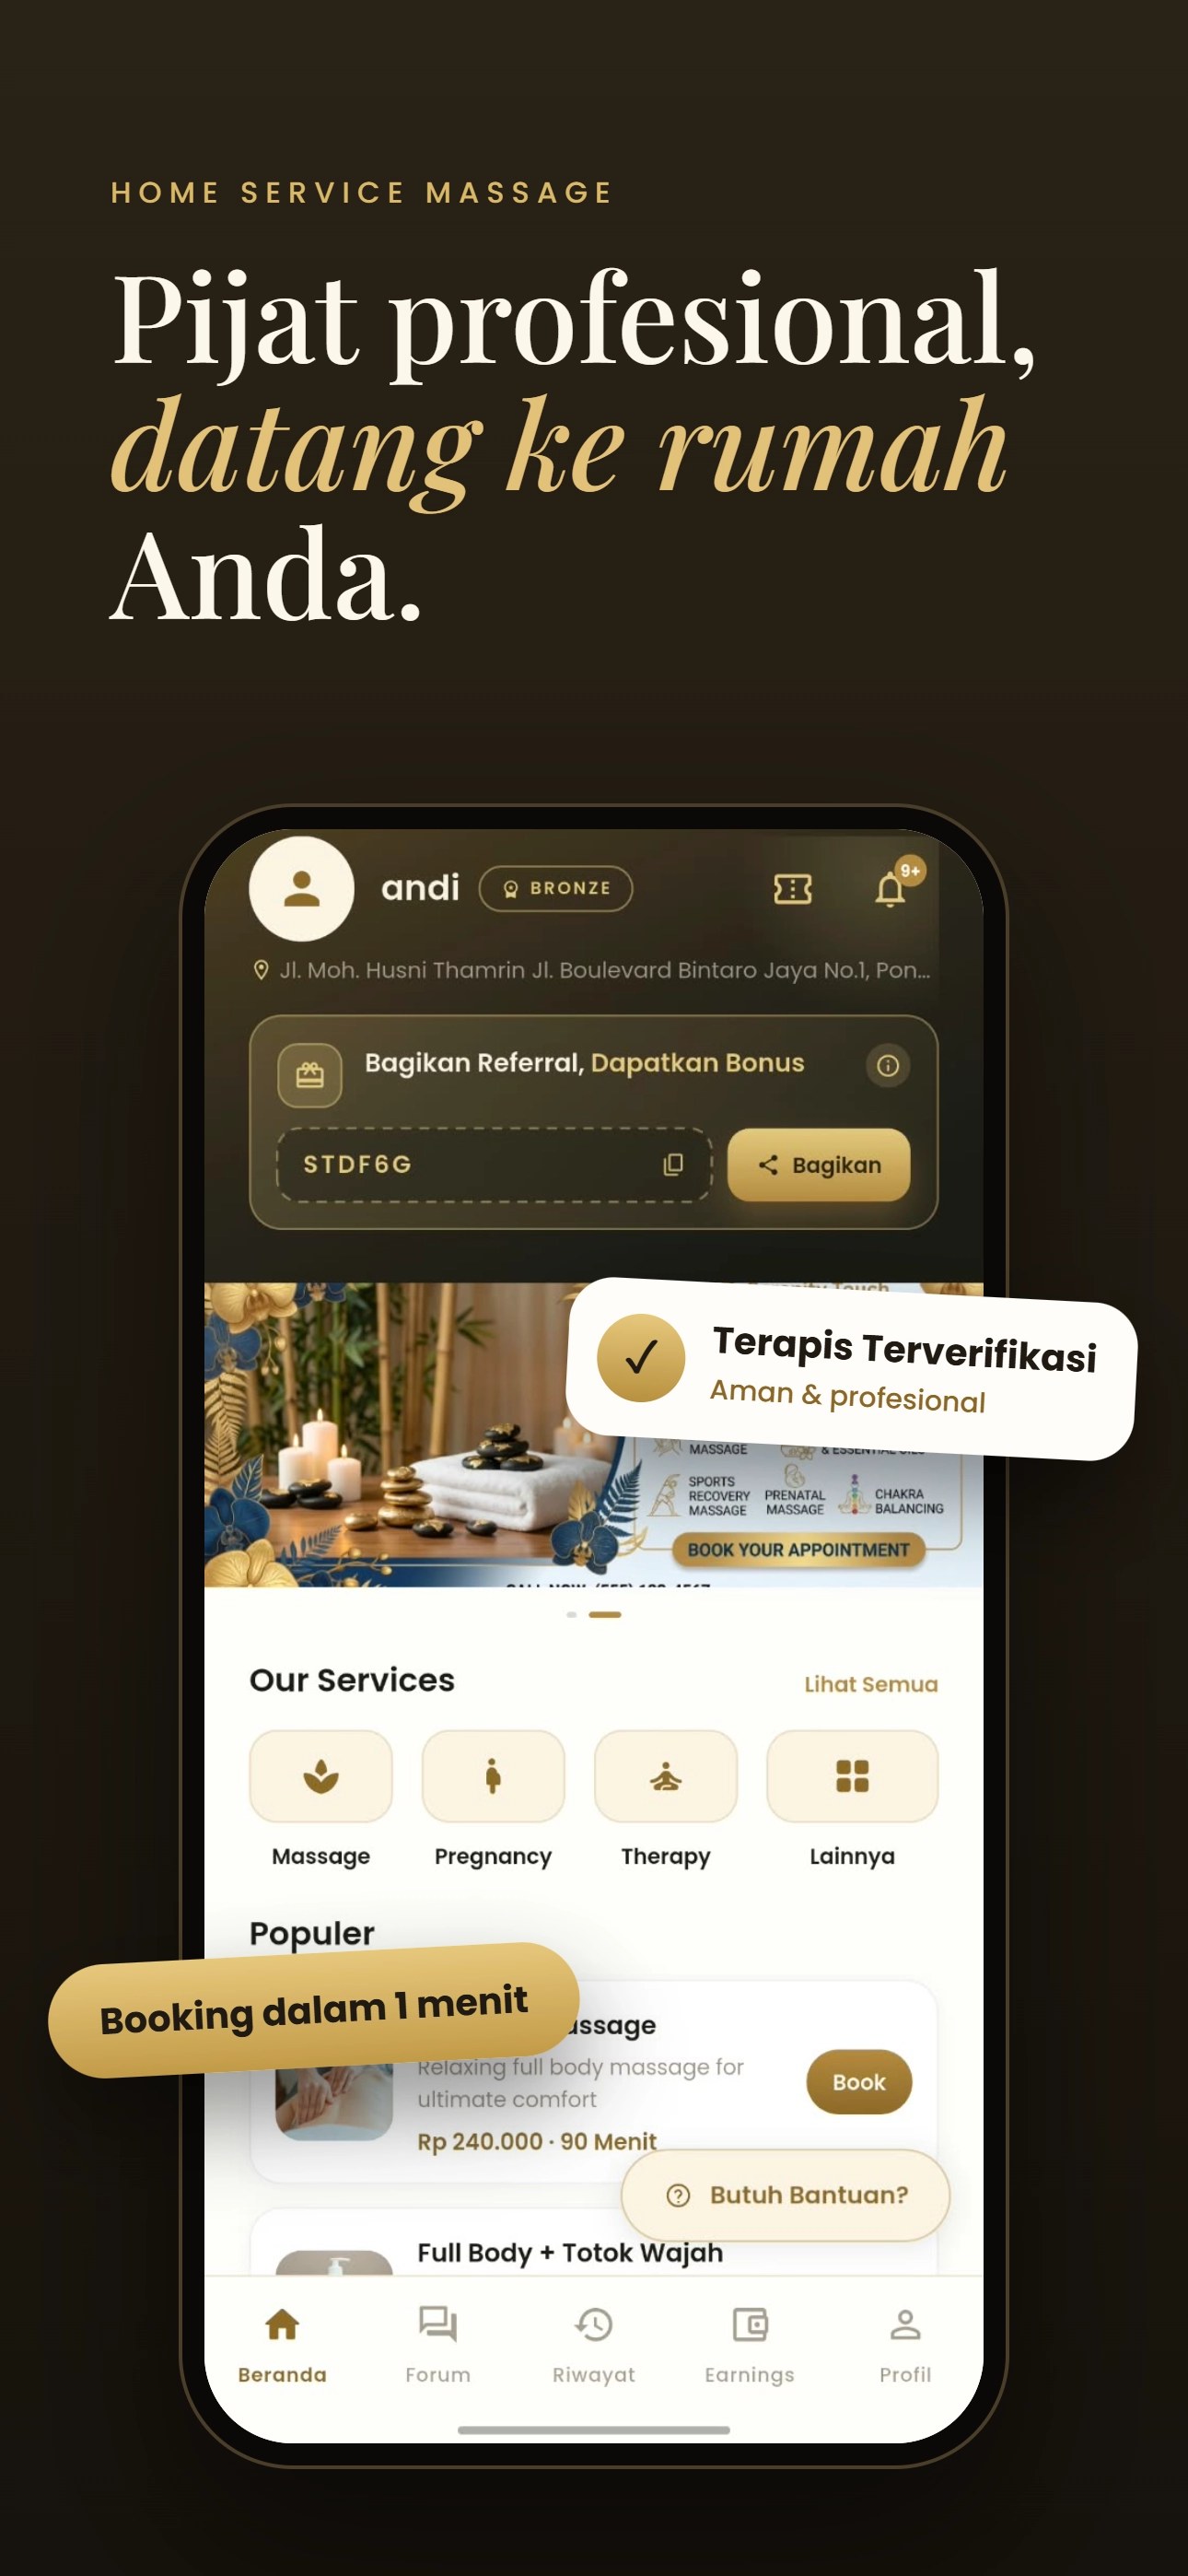 HOME SERVICE MASSAGE
Pijat profesional,
datang ke rumah
Anda.
andi
BRONZE
9+
Jl. Moh. Husni Thamrin Jl. Boulevard Bintaro Jaya No.1, Pon...
Bagikan Referral, Dapatkan Bonus
STDF6G
Bagikan
Terapis Terverifikasi
Aman & profesional
MASSAGE
SPORTS
RECOVERY
MASSAGE
PRENATAL
MASSAGE
CHAKRA
BALANCING
BOOK YOUR APPOINTMENT
Our Services
Lihat Semua
Massage
Pregnancy
Therapy
Lainnya
Populer
Booking dalam 1 menit
Relaxing full body massage for
ultimate comfort
Book
Rp 240.000 · 90 Menit
Butuh Bantuan?
Full Body + Totok Wajah
Beranda
Forum
Riwayat
Earnings
Profil